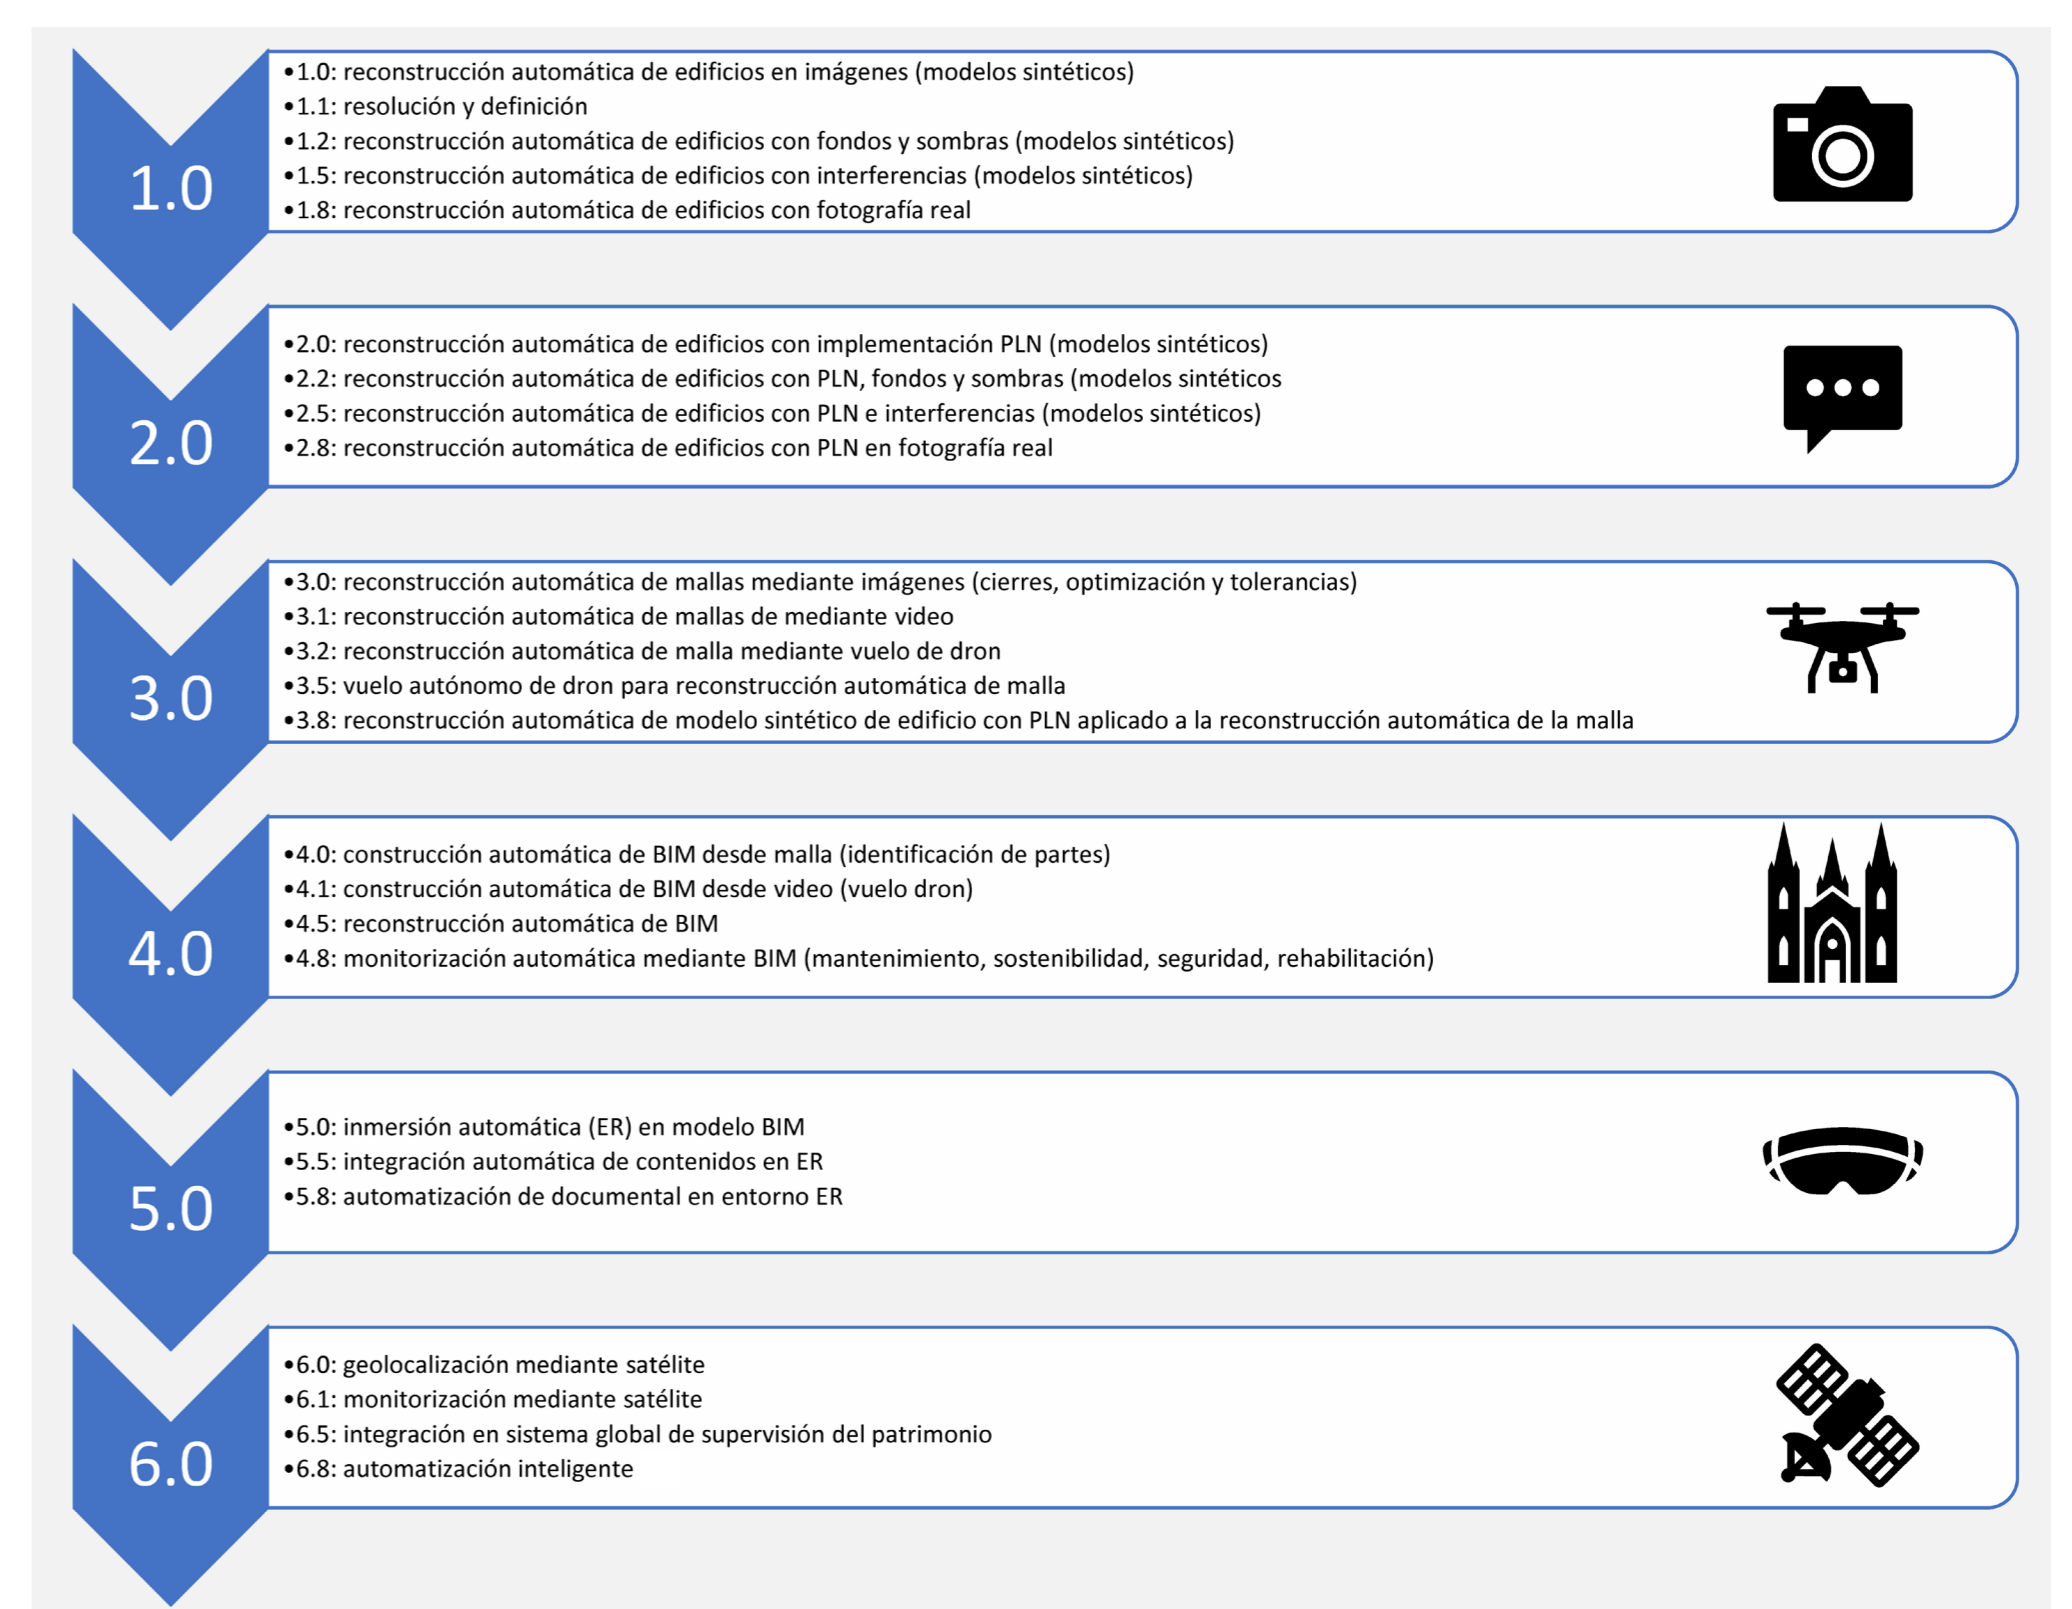 1.0
•1.0: reconstrucción automática de edificios en imágenes (modelos sintéticos)
•1.1: resolución y definición
•1.2: reconstrucción automática de edificios con fondos y sombras (modelos sintéticos)
•1.5: reconstrucción automática de edificios con interferencias (modelos sintéticos)
•1.8: reconstrucción automática de edificios con fotografía real
2.0
•2.0: reconstrucción automática de edificios con implementación PLN (modelos sintéticos)
•2.2: reconstrucción automática de edificios con PLN, fondos y sombras (modelos sintéticos
•2.5: reconstrucción automática de edificios con PLN e interferencias (modelos sintéticos)
•2.8: reconstrucción automática de edificios con PLN en fotografía real
3.0
•3.0: reconstrucción automática de mallas mediante imágenes (cierres, optimización y tolerancias)
•3.1: reconstrucción automática de mallas de mediante video
•3.2: reconstrucción automática de malla mediante vuelo de dron
•3.5: vuelo autónomo de dron para reconstrucción automática de malla
•3.8: reconstrucción automática de modelo sintético de edificio con PLN aplicado a la reconstrucción automática de la malla
4.0
•4.0: construcción automática de BIM desde malla (identificación de partes)
•4.1: construcción automática de BIM desde video (vuelo dron)
•4.5: reconstrucción automática de BIM
•4.8: monitorización automática mediante BIM (mantenimiento, sostenibilidad, seguridad, rehabilitación)
5.0
•5.0: inmersión automática (ER) en modelo BIM
•5.5: integración automática de contenidos en ER
•5.8: automatización de documental en entorno ER
6.0
•6.0: geolocalización mediante satélite
•6.1: monitorización mediante satélite
•6.5: integración en sistema global de supervisión del patrimonio
•6.8: automatización inteligente